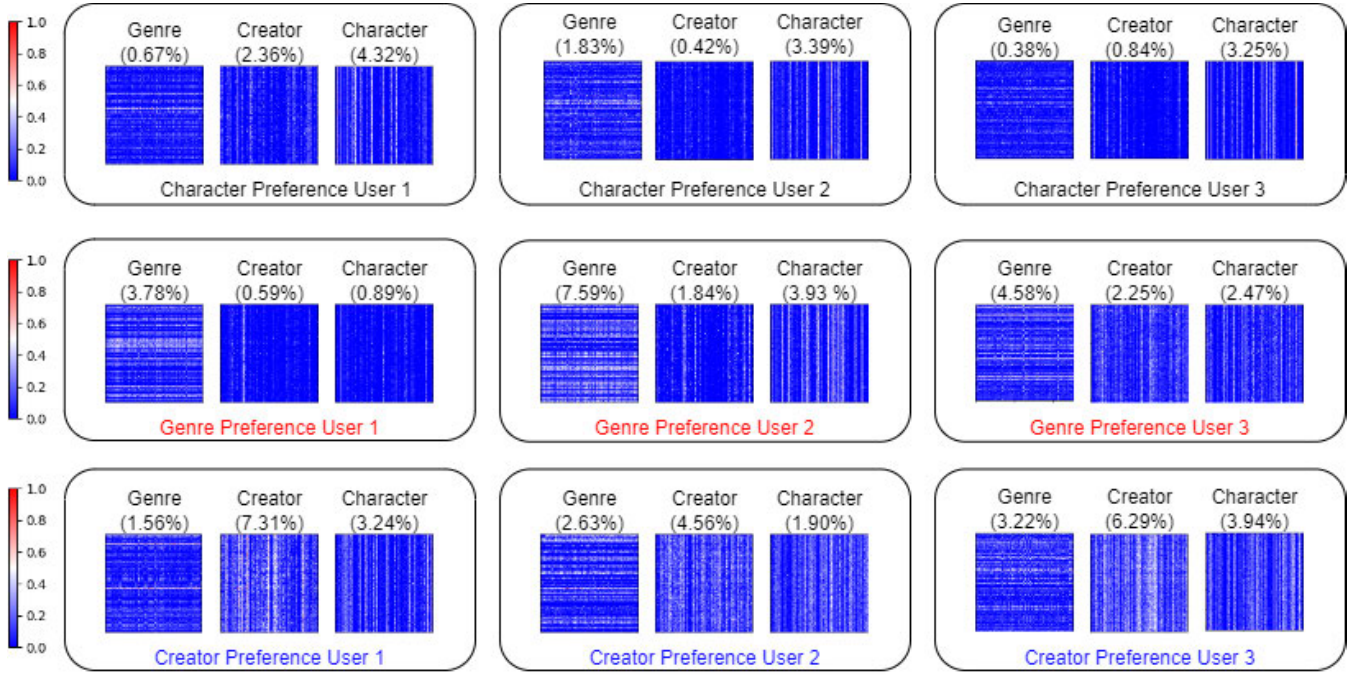 1.0
0.8
0.6
0.4
0.2
0.0
Genre Creator Character
(0.67%) (2.36%) (4.32%)
Character Preference User 1
Genre Creator Character
(1.83%) (0.42%) (3.39%)
Character Preference User 2
Genre Creator Character
(0.38%) (0.84%) (3.25%)
Character Preference User 3
1.0
0.8
0.6
0.4
0.2
0.0
Genre Creator Character
(3.78%) (0.59%) (0.89%)
Genre Preference User 1
Genre Creator Character
(7.59%) (1.84%) (3.93 %)
Genre Preference User 2
Genre Creator Character
(4.58%) (2.25%) (2.47%)
Genre Preference User 3
1.0
0.8
0.6
0.4
0.2
0.0
Genre Creator Character
(1.56%) (7.31%) (3.24%)
Creator Preference User 1
Genre Creator Character
(2.63%) (4.56%) (1.90%)
Creator Preference User 2
Genre Creator Character
(3.22%) (6.29%) (3.94%)
Creator Preference User 3